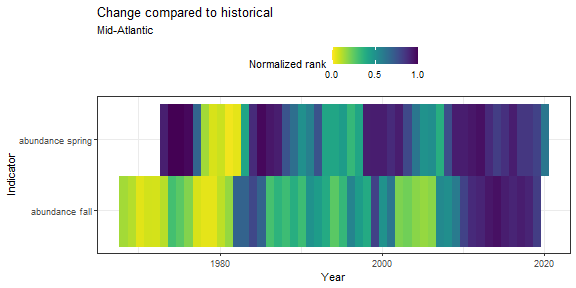 Change compared to historical
Mid-Atlantic
Normalized rank
0.0 0.5 1.0
Indicator
abundance spring
abundance fall
1980 2000 2020
Year